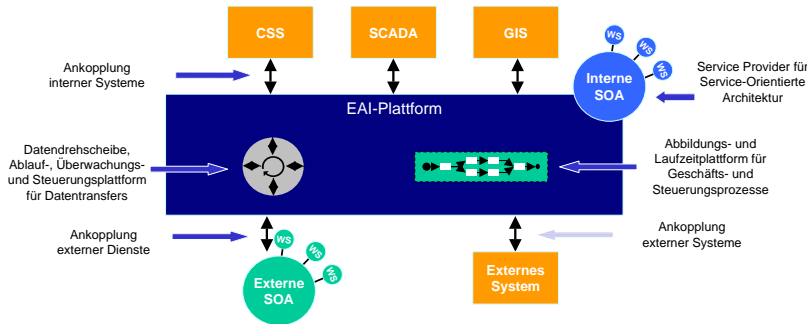 CSS
SCADA
GIS
WS
WS
WS
Interne
SOA
Ankopplung
interner Systeme
Service Provider für
Service-Orientierte
Architektur
EAI-Plattform
Datendrehscheibe,
Ablauf-, Überwachungs-
und Steuerungsplattform
für Datentransfers
Abbildungs- und
Laufzeitplattform für
Geschäfts- und
Steuerungsprozesse
Ankopplung
externer Dienste
WS
WS
WS
Externe
SOA
Externes
System
Ankopplung
externer Systeme